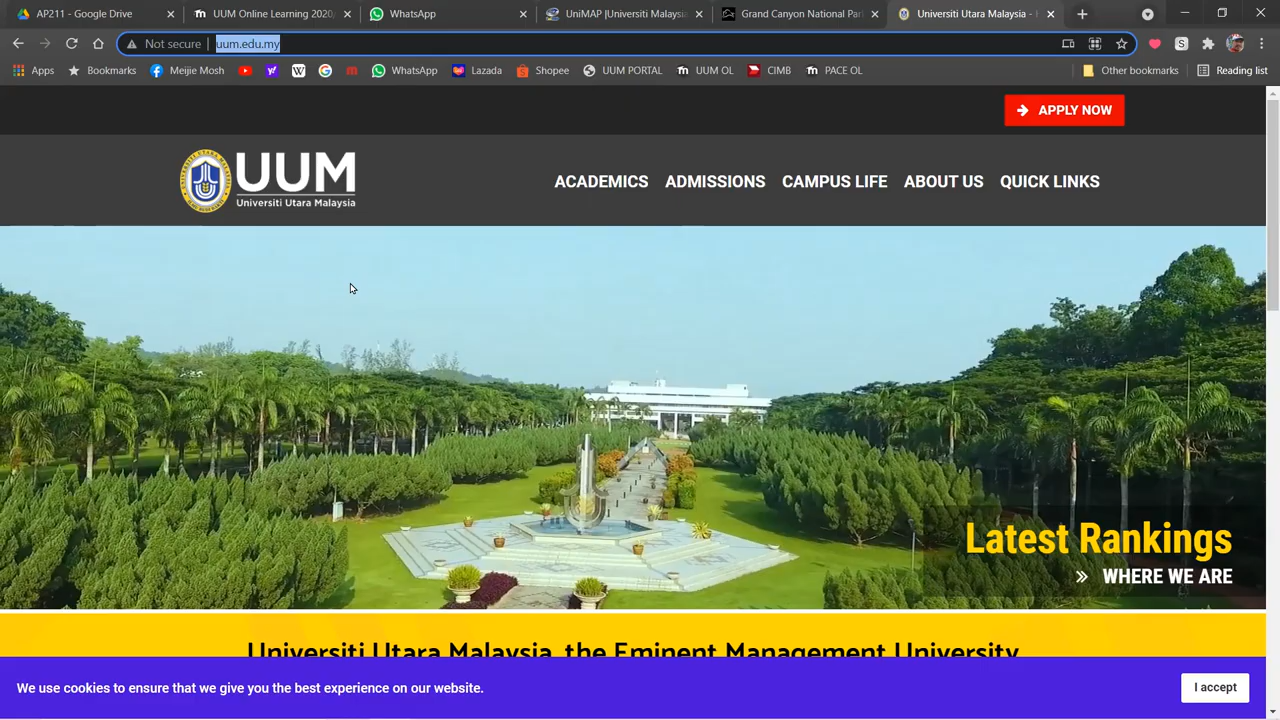 AP211 - Google Drive
UUM Online Learning 2020,
WhatsApp
UniMAP |Universiti Malaysia
Grand Canyon National Par
Universiti Utara Malaysia -
Not secure
uum.edu.my
Apps
Bookmarks
Meijie Mosh
WhatsApp
Lazada
Shopee
UUM PORTAL
UUM OL
CIMB
PACE OL
Other bookmarks
Reading list
APPLY NOW
UUM
Universiti Utara Malaysia
ACADEMICS
ADMISSIONS
CAMPUS LIFE
ABOUT US
QUICK LINKS
Latest Rankings
WHERE WE ARE
Universiti Utara Malaysia, the Eminent Management University
We use cookies to ensure that we give you the best experience on our website.
I accept